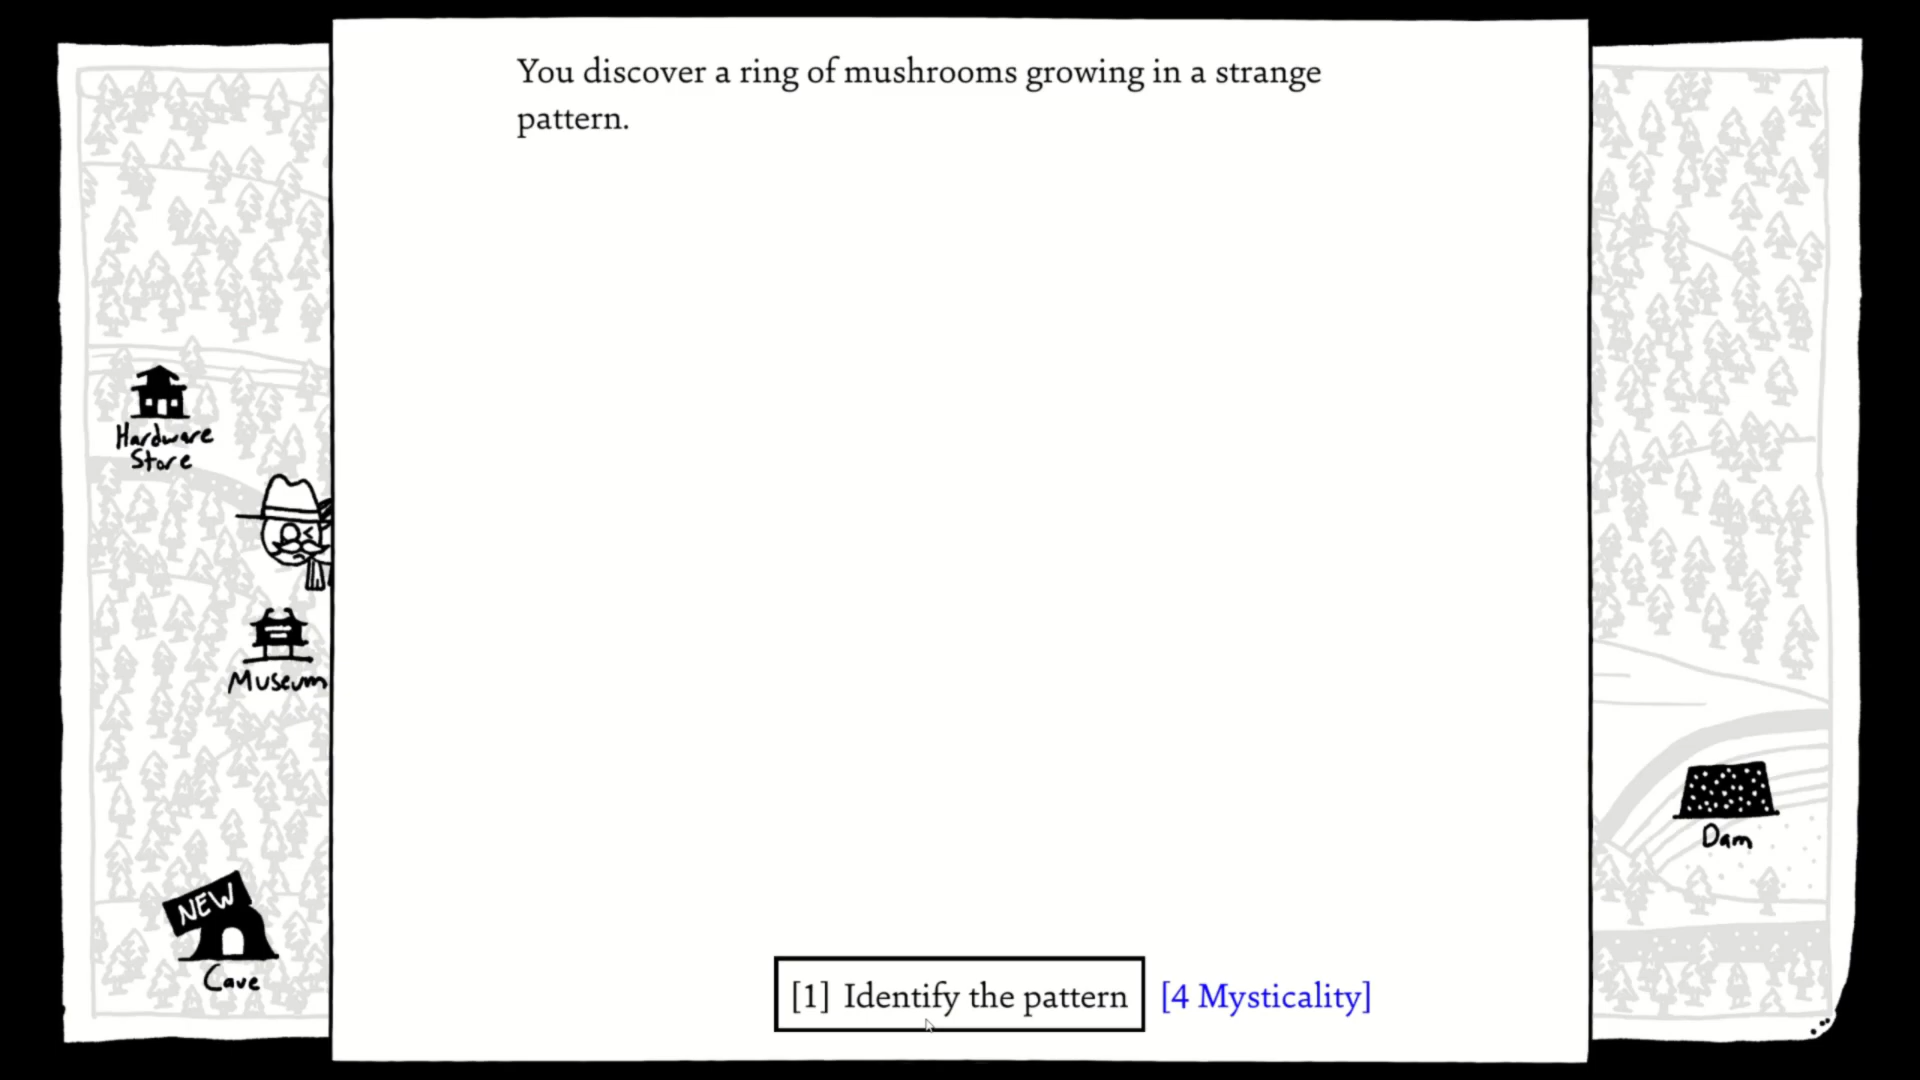 You discover a ring of mushrooms growing in a strange
pattern.
Hardware
Store
Museum
NEW
Cave
Dam
[1] Identify the pattern [4 Mysticality]